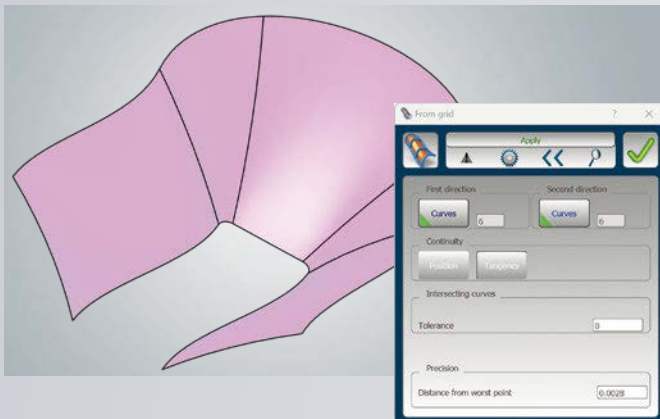 From grid
?
Apply
First direction
Second direction
Curves
6
Curves
6
Continuity
Position
Tangency
Intersecting curves
Tolerance
0
Precision
Distance from worst point
0.0028